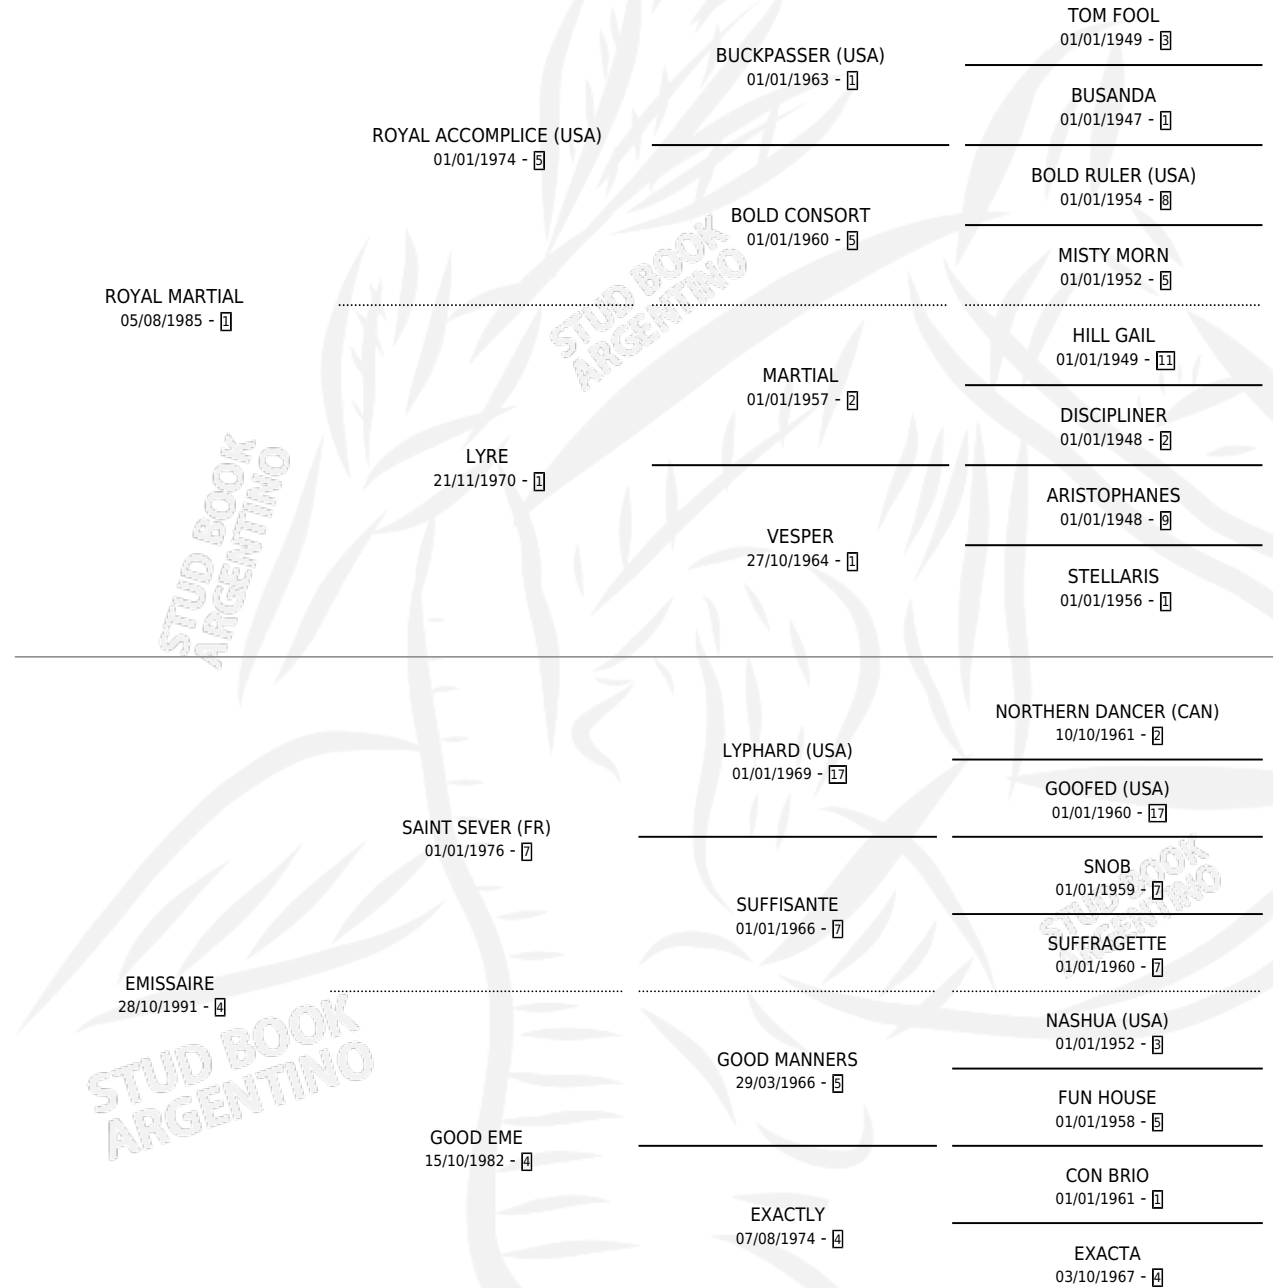 TOM FOOL
01/01/1949 - 3
BUCKPASSER (USA)
01/01/1963 - 1
BUSANDA
01/01/1947 - 1
ROYAL ACCOMPLICE (USA)
01/01/1974 - 5
BOLD RULER (USA)
01/01/1954 - 8
BOLD CONSORT
01/01/1960 - 5
MISTY MORN
01/01/1952 - 5
ROYAL MARTIAL
05/08/1985 - 1
HILL GAIL
01/01/1949 - 11
MARTIAL
01/01/1957 - 2
DISCIPLINER
01/01/1948 - 2
LYRE
21/11/1970 - 1
ARISTOPHANES
01/01/1948 - 9
VESPER
27/10/1964 - 1
STELLARIS
01/01/1956 - 1
NORTHERN DANCER (CAN)
10/10/1961 - 2
LYPHARD (USA)
01/01/1969 - 17
GOOFED (USA)
01/01/1960 - 17
SAINT SEVER (FR)
01/01/1976 - 7
SNOB
01/01/1959 - 7
SUFFISANTE
01/01/1966 - 7
SUFFRAGETTE
01/01/1960 - 7
EMISSAIRE
28/10/1991 - 4
NASHUA (USA)
01/01/1952 - 3
GOOD MANNERS
29/03/1966 - 5
FUN HOUSE
01/01/1958 - 5
GOOD EME
15/10/1982 - 4
CON BRIO
01/01/1961 - 1
EXACTLY
07/08/1974 - 4
EXACTA
03/10/1967 - 4
STUD BOOK
ARGENTINO
STUD BOOK
ARGENTINO
STUD BOOK
ARGENTINO
STUD BOOK
ARGENTINO